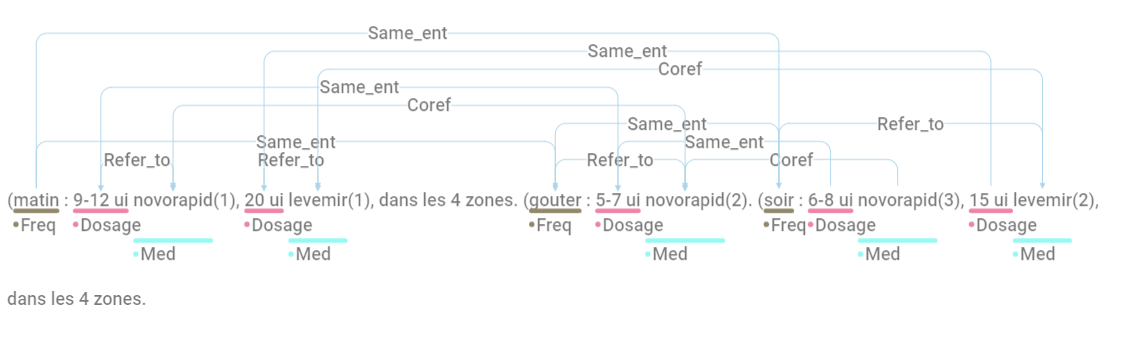 Same_ent
Same_ent
Coref
Same_ent
Coref
Same_ent Refer_to
Same_ent Same_ent
Refer_to Refer_to Refer_to Coref
(matin : 9-12 ui novorapid(1), 20 ui levemir(1), dans les 4 zones. (gouter : 5-7 ui novorapid(2). (soir : 6-8 ui novorapid(3), 15 ui levemir(2),
Freq Dosage Dosage Freq Dosage Freq Dosage Dosage
Med Med Med Med Med
dans les 4 zones.